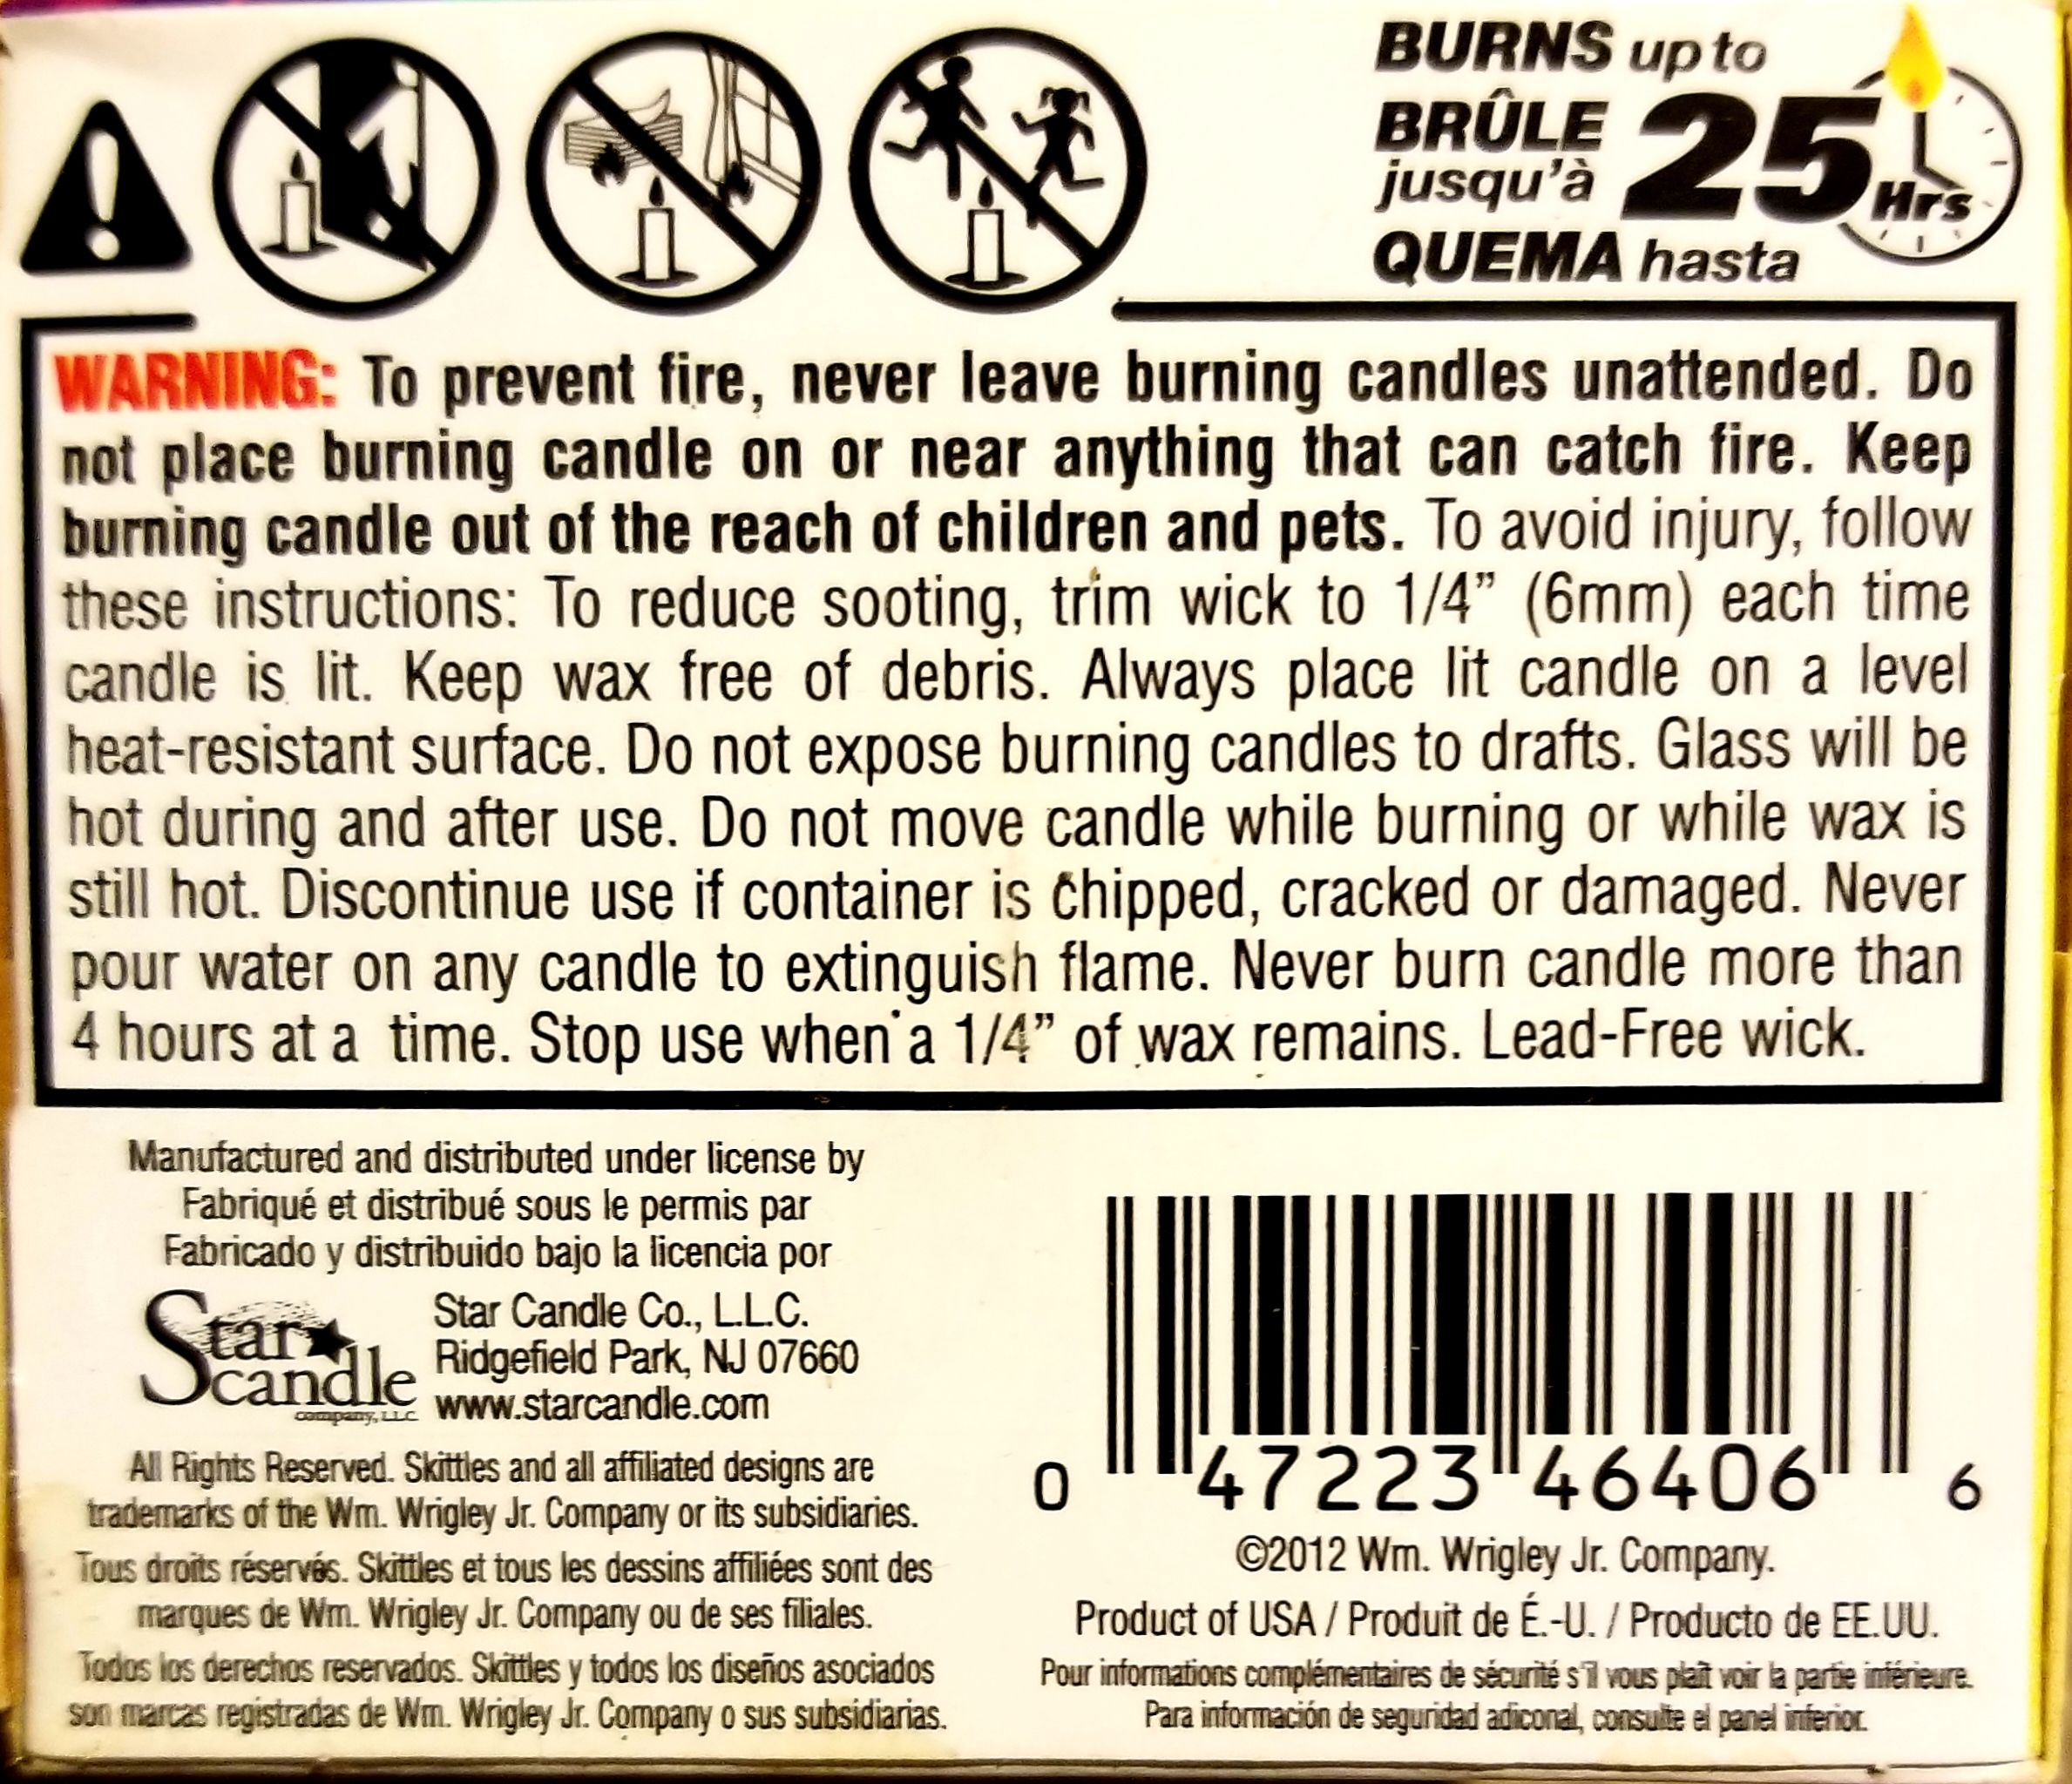 BURNS up to
BRÛLE
jusqu'à
25 Hrs
QUEMA hasta
WARNING: To prevent fire, never leave burning candles unattended. Do
not place burning candle on or near anything that can catch fire. Keep
burning candle out of the reach of children and pets. To avoid injury, follow
these instructions: To reduce sooting, trim wick to 1/4” (6mm) each time
candle is lit. Keep wax free of debris. Always place lit candle on a level
heat-resistant surface. Do not expose burning candles to drafts. Glass will be
hot during and after use. Do not move candle while burning or while wax is
still hot. Discontinue use if container is chipped, cracked or damaged. Never
pour water on any candle to extinguish flame. Never burn candle more than
4 hours at a time. Stop use when a 1/4” of wax remains. Lead-Free wick.
Manufactured and distributed under license by
Fabriqué et distribué sous le permis par
Fabricado y distribuido bajo la licencia por
Star
candle
company, LLC
Star Candle Co., L.L.C.
Ridgefield Park, NJ 07660
www.starcandle.com
All Rights Reserved. Skittles and all affiliated designs are
trademarks of the Wm. Wrigley Jr. Company or its subsidiaries.
Tous droits réservés. Skittles et tous les dessins affiliées sont des
marques de Wm. Wrigley Jr. Company ou de ses filiales.
Todos los derechos reservados. Skittles y todos los diseños asociados
son marcas registradas de Wm. Wrigley Jr. Company o sus subsidiarias.
0 47223 46406 6
©2012 Wm. Wrigley Jr. Company.
Product of USA / Produit de É.-U. / Producto de EE.UU.
Pour informations complémentaires de sécurité s'il vous plaît voir la partie inférieure.
Para información de seguridad adiconal, consulte el panel inferior.